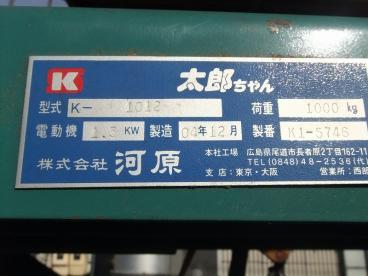 K 太郎ちゃん
型式 K- 1012 荷重 1000 kg
電動機 1.5 KW 製造 04年12月 製番 K1-5746
株式会社 河原 本社工場 広島県尾道市長者原2丁目162-11
TEL(0848)48-2536(代)
支店:東京・大阪 営業所:西部